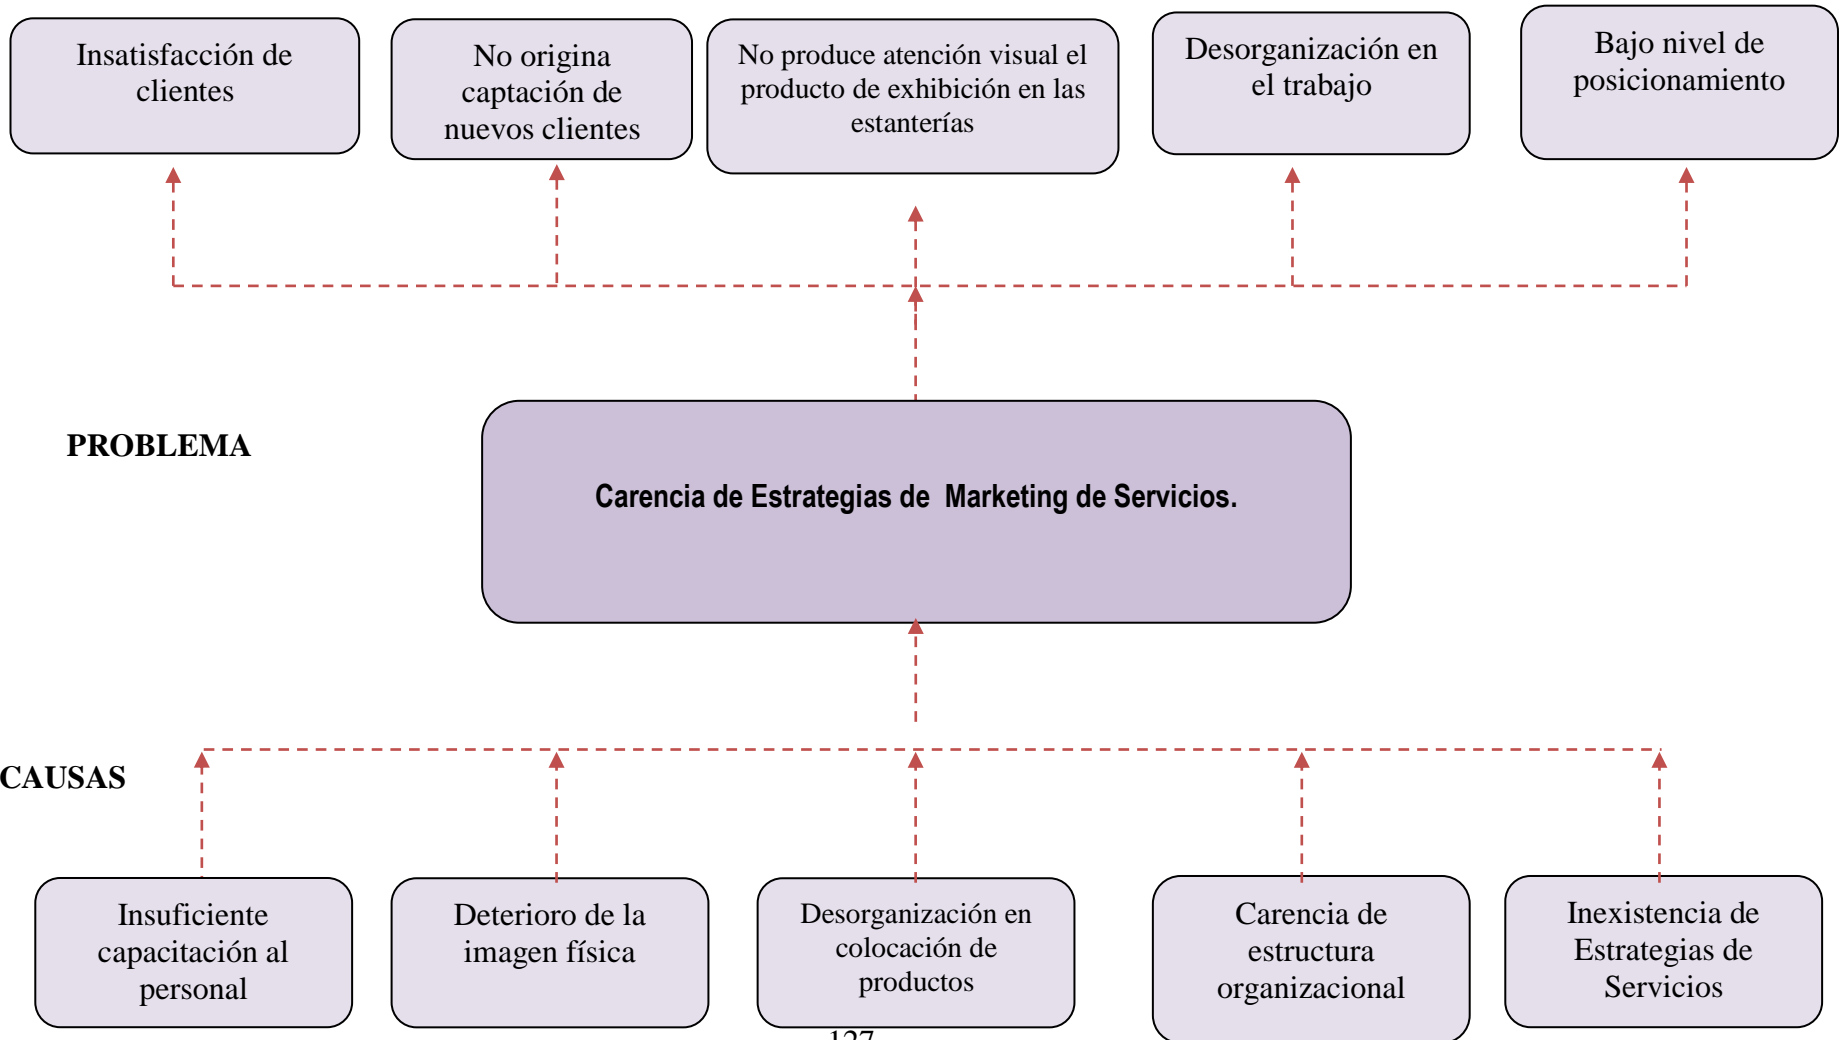 Insatisfacción de
clientes
No origina
captación de
nuevos clientes
No produce atención visual el
producto de exhibición en las
estanterías
Desorganización en
el trabajo
Bajo nivel de
posicionamiento
PROBLEMA
Carencia de Estrategias de Marketing de Servicios.
CAUSAS
Insuficiente
capacitación al
personal
Deterioro de la
imagen física
Desorganización en
colocación de
productos
Carencia de
estructura
organizacional
Inexistencia de
Estrategias de
Servicios
127